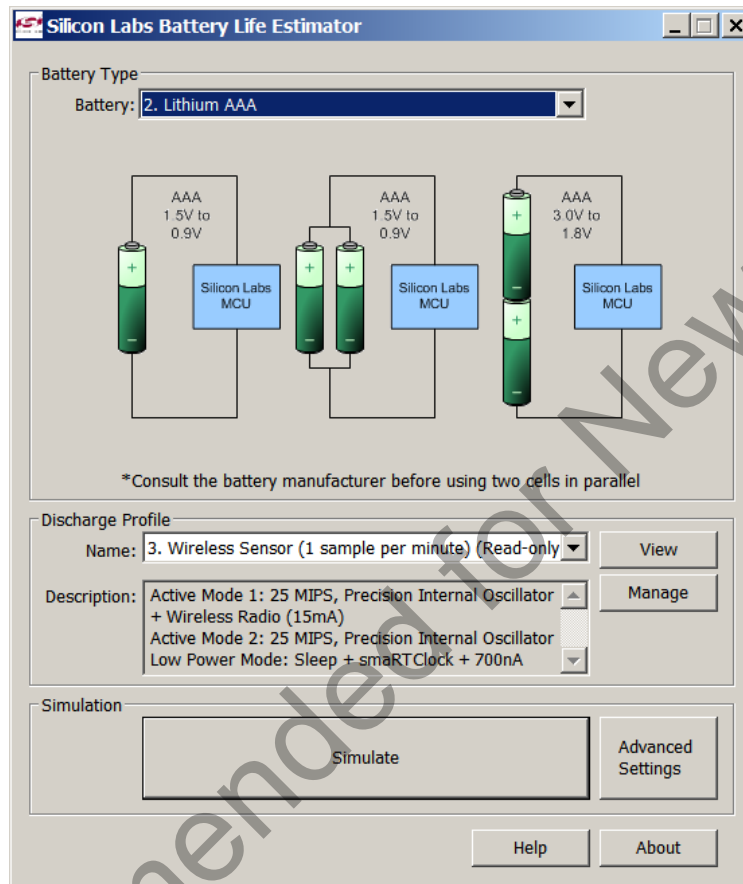 Silicon Labs Battery Life Estimator
Battery Type
Battery: 2. Lithium AAA
AAA
1.5V to
0.9V
+
-
Silicon Labs
MCU
AAA
1.5V to
0.9V
+ +
- -
Silicon Labs
MCU
AAA
3.0V to
1.8V
+
-
+
-
Silicon Labs
MCU
*Consult the battery manufacturer before using two cells in parallel
Discharge Profile
Name: 3. Wireless Sensor (1 sample per minute) (Read-only
View
Description: Active Mode 1: 25 MIPS, Precision Internal Oscillator
+ Wireless Radio (15mA)
Active Mode 2: 25 MIPS, Precision Internal Oscillator
Low Power Mode: Sleep + smaRTClock + 700nA
Manage
Simulation
Simulate
Advanced
Settings
Help
About
mended for New